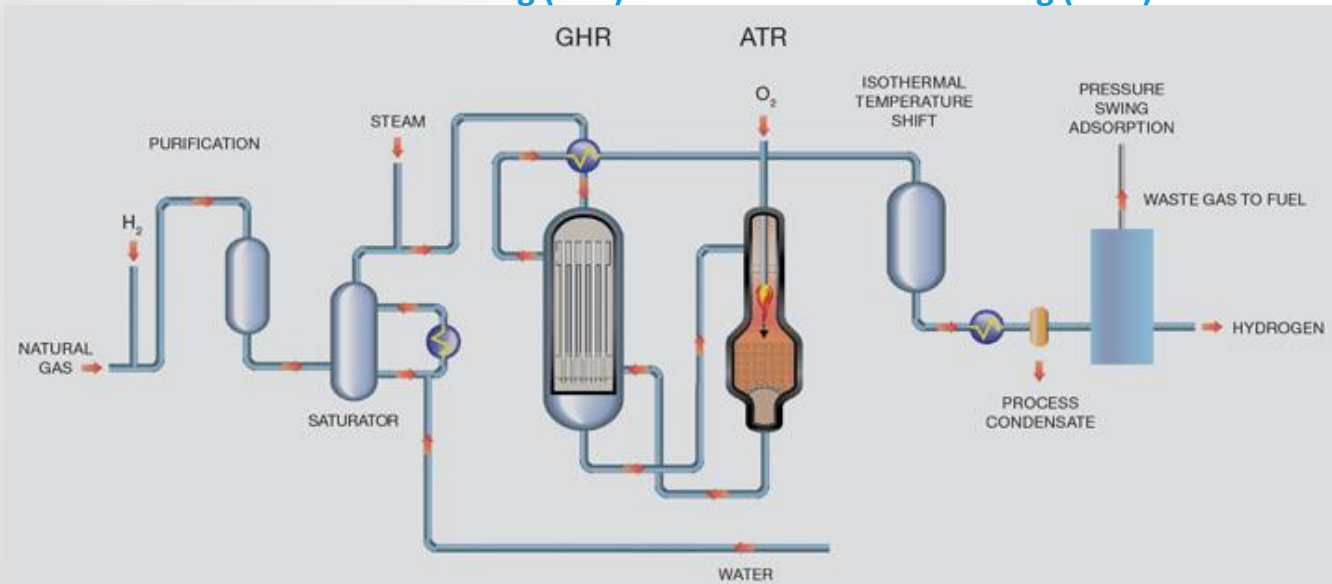 GHR
ATR
O₂
ISOTHERMAL
TEMPERATURE
SHIFT
PRESSURE
SWING
ADSORPTION
STEAM
PURIFICATION
WASTE GAS TO FUEL
H₂
NATURAL
GAS
HYDROGEN
SATURATOR
PROCESS
CONDENSATE
WATER